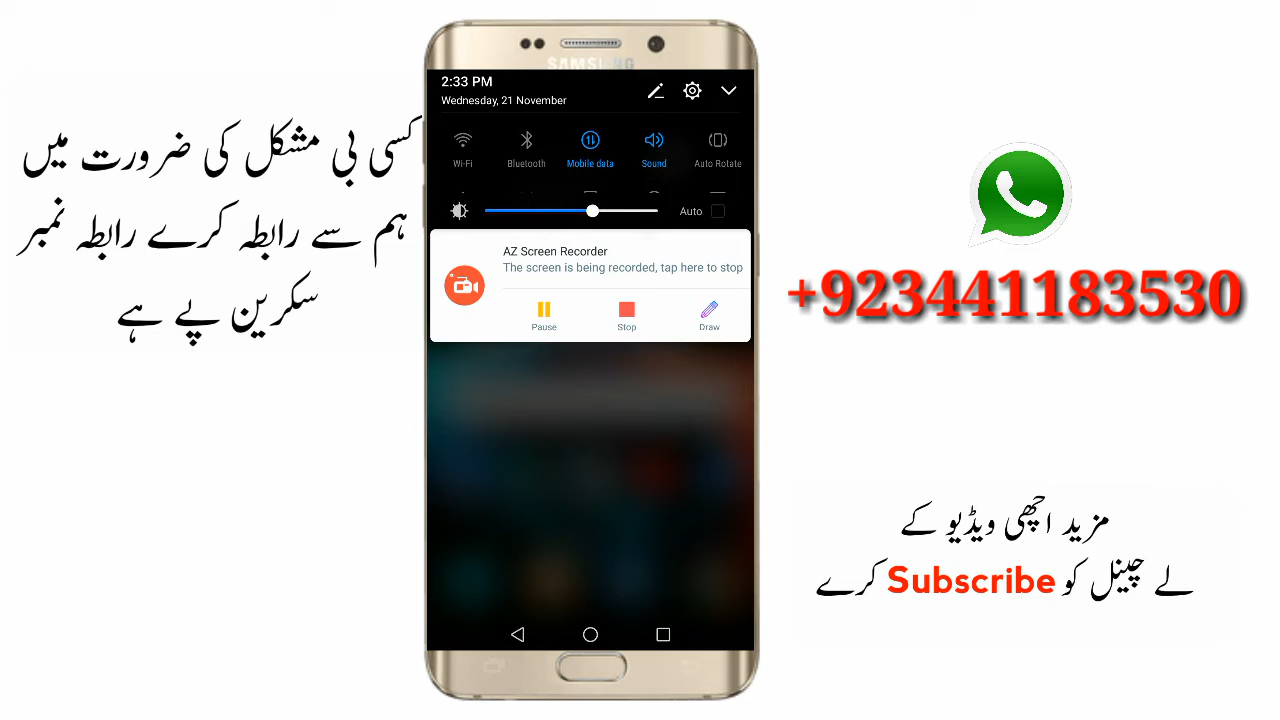 کسی بی مشکل کی ضرورت میں
ہم سے رابطہ کرے رابطہ نمبر
سکرین پے ہے
SAMSUNG
2:33 PM
Wednesday, 21 November
Wi-Fi Bluetooth Mobile data Sound Auto Rotate
Auto
AZ Screen Recorder
The screen is being recorded, tap here to stop
Pause Stop Draw
+923441183530
مزید اچھی ویڈیو کے
لے چینل کو Subscribe کرے